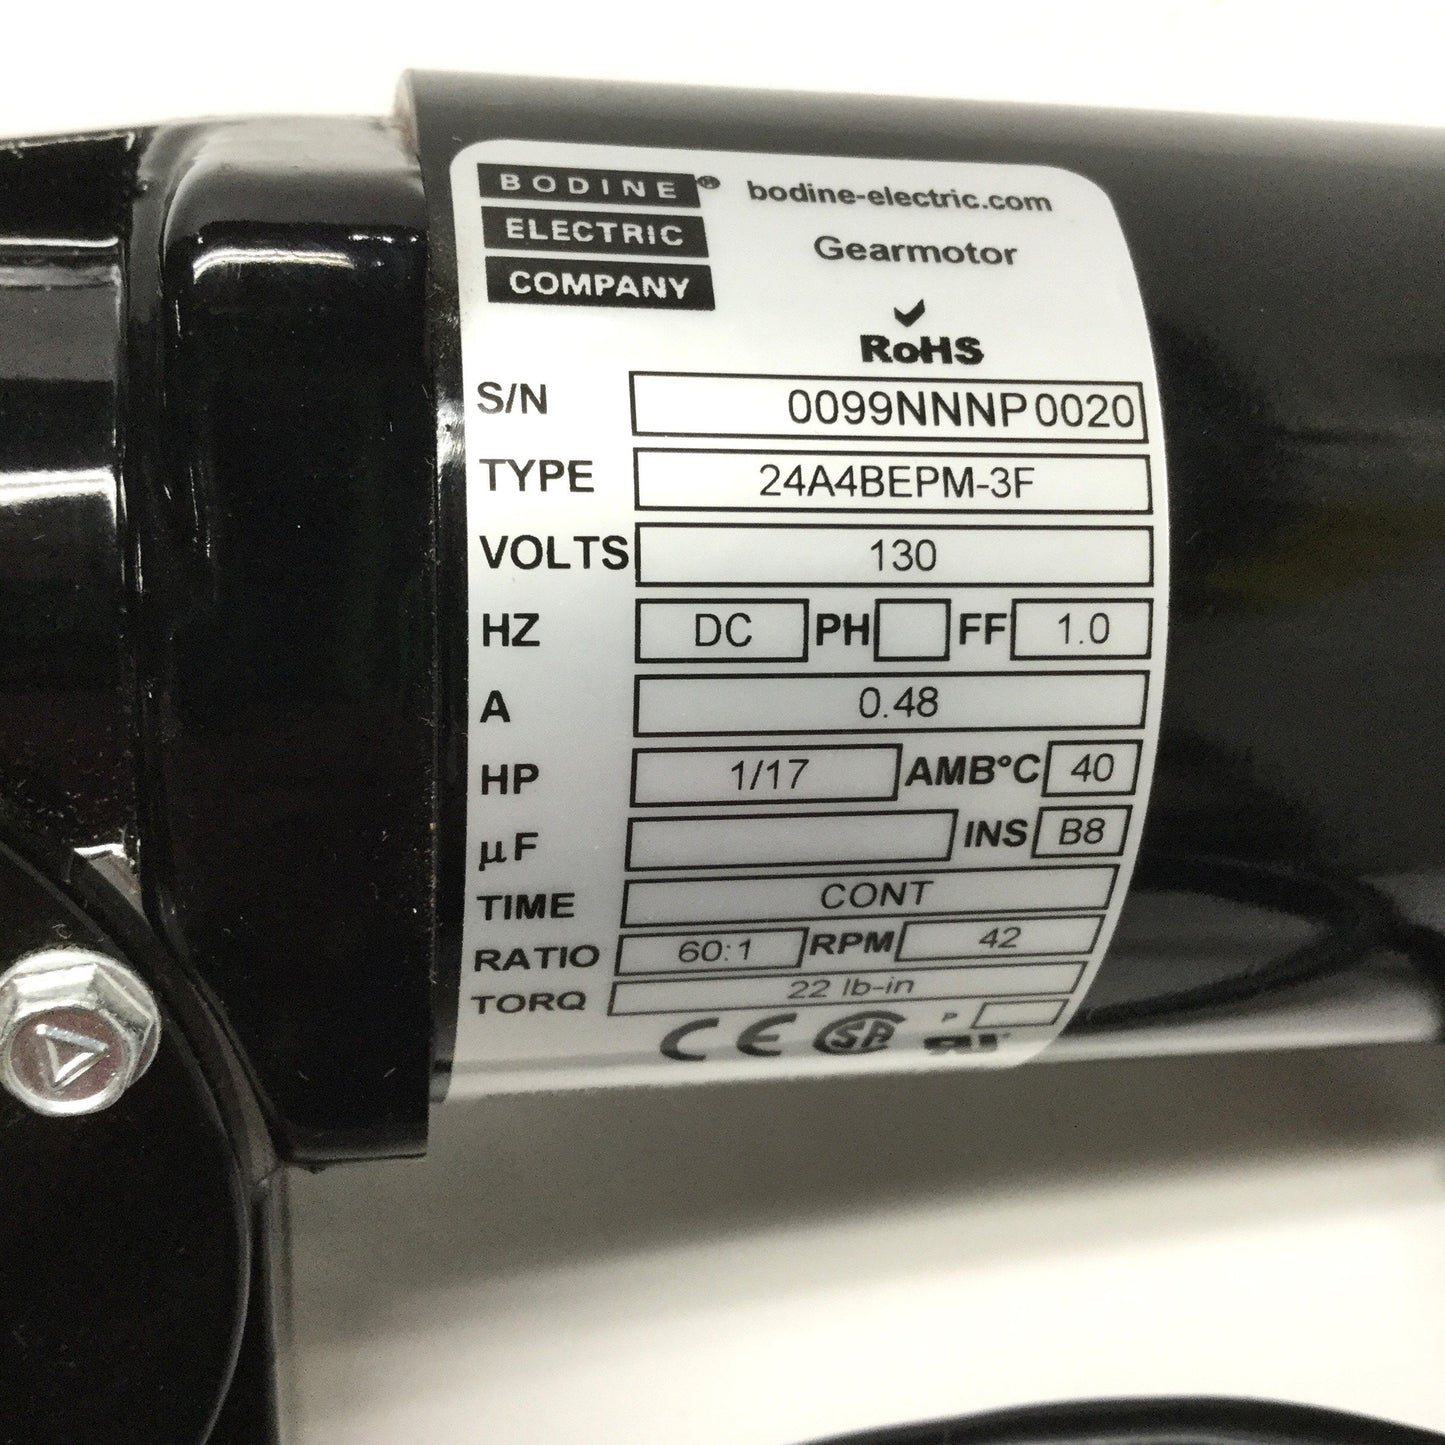 BODINE®
ELECTRIC
COMPANY
bodine-electric.com
Gearmotor
RoHS
S/N 0099NNNP0020
TYPE 24A4BEPM-3F
VOLTS 130
HZ DC PH FF 1.0
A 0.48
HP 1/17 AMB°C 40
µF INS B8
TIME CONT
RATIO 60:1 RPM 42
TORQ 22 lb-in
P
CE SA RU